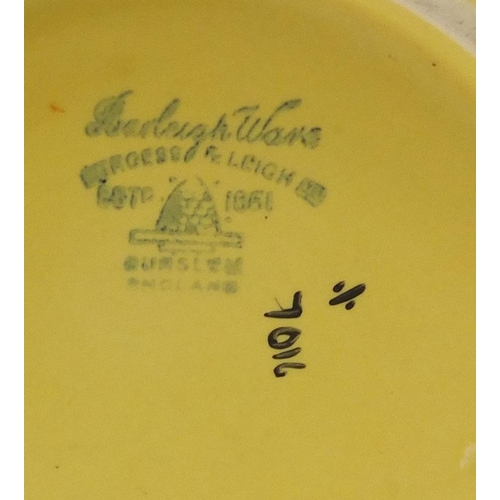 Burleigh Ware
BURGESS & LEIGH LTD
ESTD 1851
BURSLEM
ENGLAND